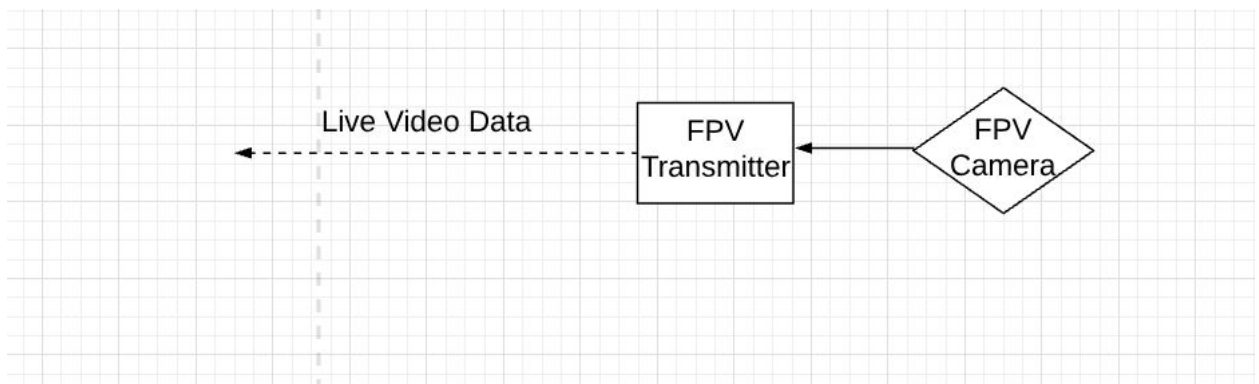 Live Video Data
FPV
Transmitter
FPV
Camera